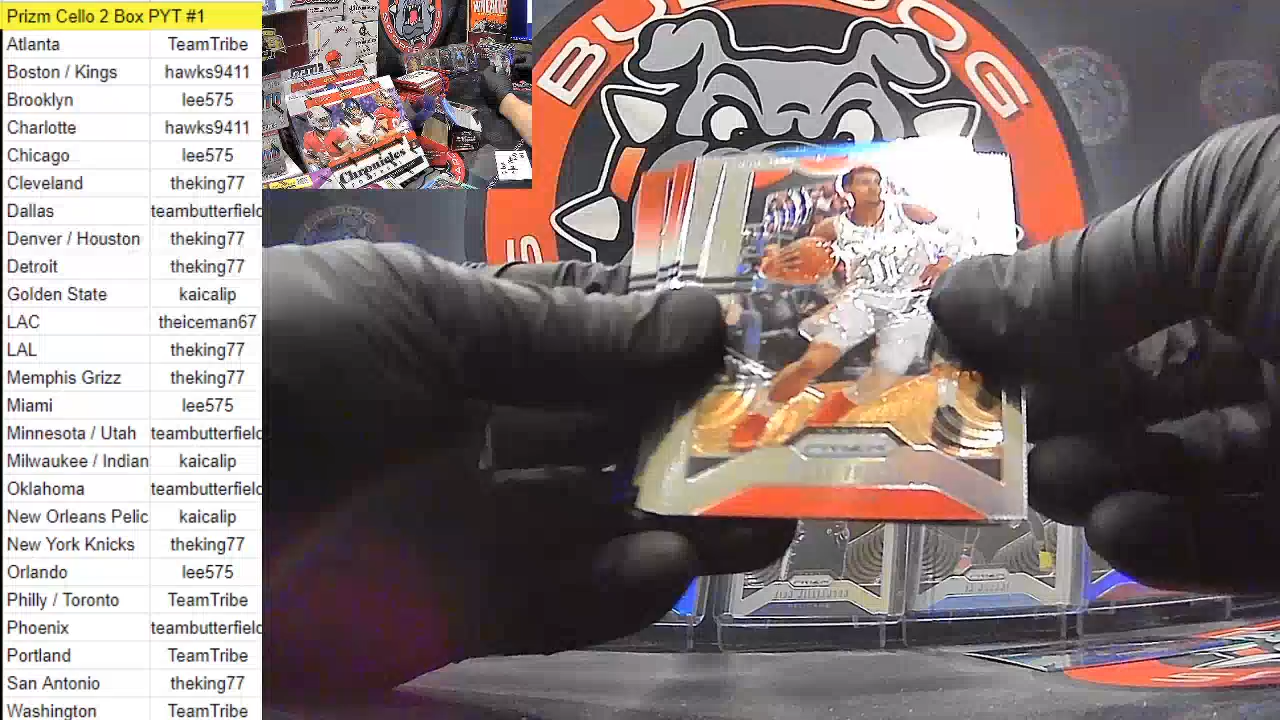 Prizm Cello 2 Box PYT #1
Atlanta TeamTribe
Boston / Kings hawks9411
Brooklyn lee575
Charlotte hawks9411
Chicago lee575
Cleveland theking77
Dallas teambutterfield
Denver / Houston theking77
Detroit theking77
Golden State kaicalip
LAC theiceman67
LAL theking77
Memphis Grizz theking77
Miami lee575
Minnesota / Utah teambutterfield
Milwaukee / Indian kaicalip
Oklahoma teambutterfield
New Orleans Pelic kaicalip
New York Knicks theking77
Orlando lee575
Philly / Toronto TeamTribe
Phoenix teambutterfield
Portland TeamTribe
San Antonio theking77
Washington TeamTribe
Chronicles
BULLDOG
PRIZM